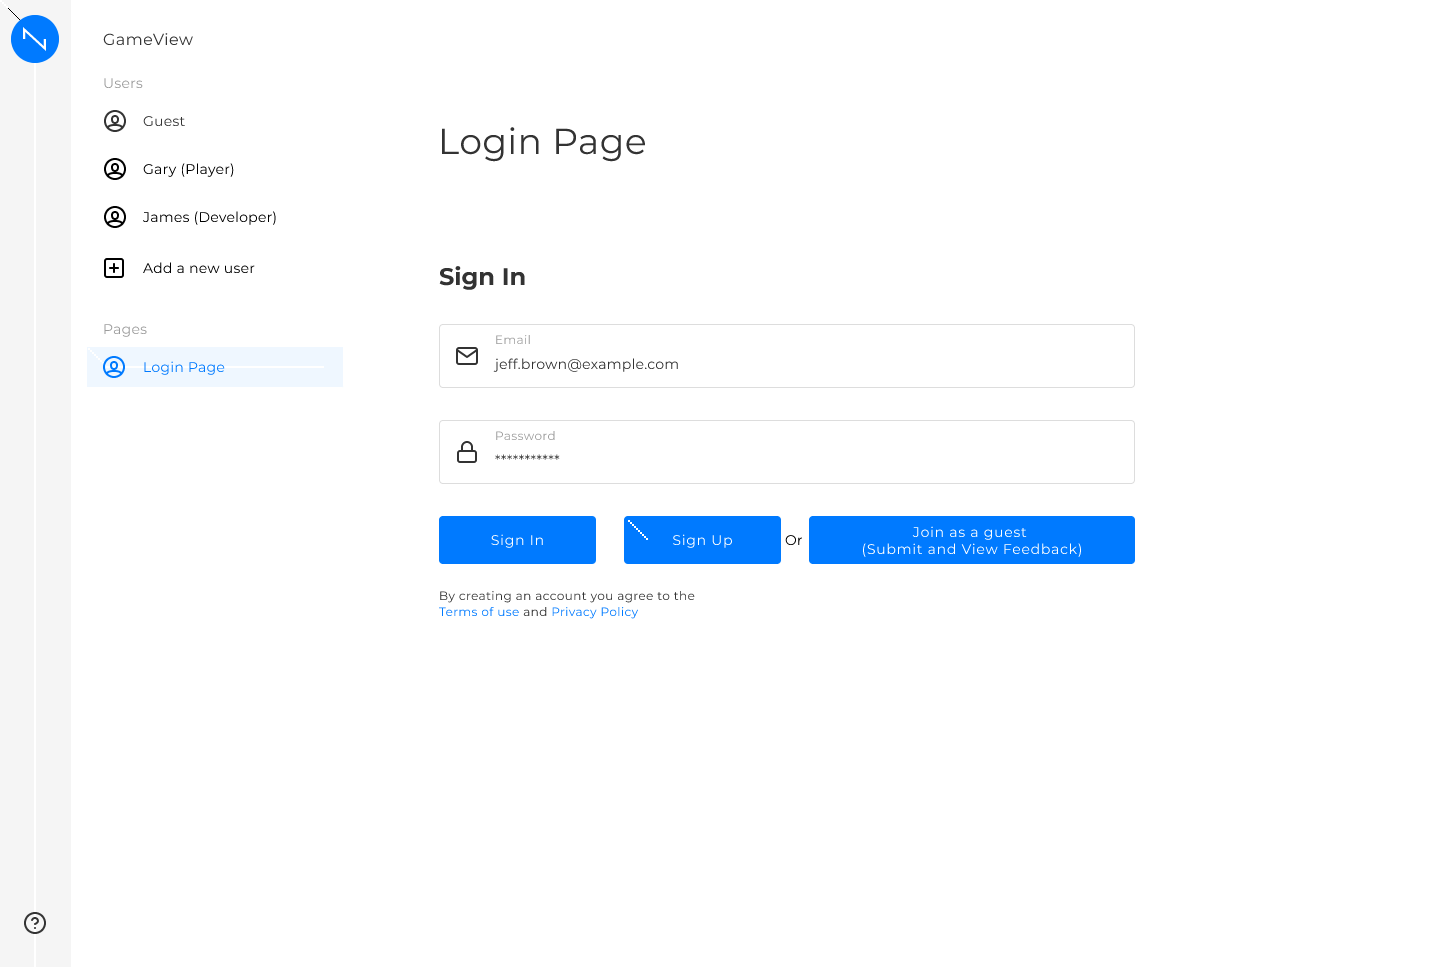 GameView
Users
Guest
Gary (Player)
James (Developer)
Add a new user
Pages
Login Page
Login Page
Sign In
Email
jeff.brown@example.com
Password
***********
Sign In
Sign Up
Or
Join as a guest
(Submit and View Feedback)
By creating an account you agree to the
Terms of use and Privacy Policy